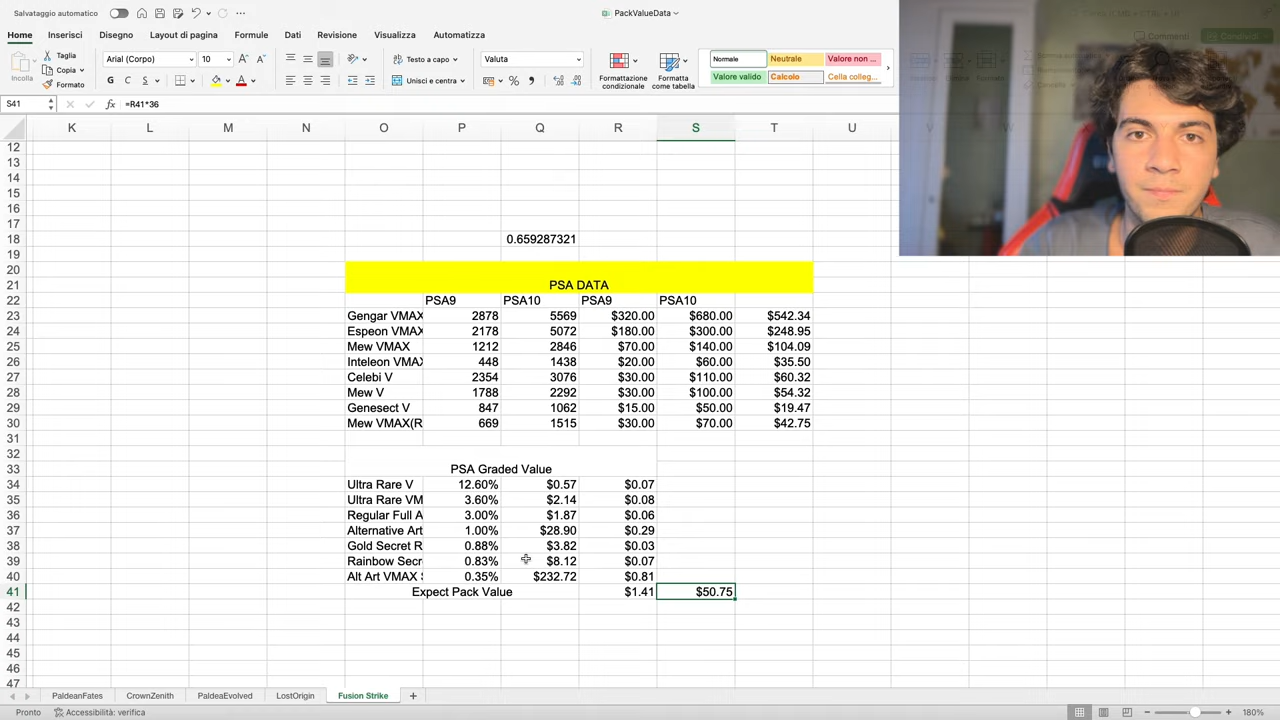 Salvataggio automatico
PackValueData
Home Inserisci Disegno Layout di pagina Formule Dati Revisione Visualizza Automatizza
Commenti Condividi
Incolla
Taglia
Copia
Formato
Arial (Corpo) 10
G C S
Testo a capo
Unisci e centra
Valuta
Formattazione condizionale
Formatta come tabella
Normale Neutrale Valore non ...
Valore valido Calcolo Cella colleg...
S41 fx =R41*36
K L M N O P Q R S T U V W X
12
13
14
15
16
17
18 0.659287321
19
20
21 PSA DATA
22 PSA9 PSA10 PSA9 PSA10
23 Gengar VMAX 2878 5569 $320.00 $680.00 $542.34
24 Espeon VMAX 2178 5072 $180.00 $300.00 $248.95
25 Mew VMAX 1212 2846 $70.00 $140.00 $104.09
26 Inteleon VMAX 448 1438 $20.00 $60.00 $35.50
27 Celebi V 2354 3076 $30.00 $110.00 $60.32
28 Mew V 1788 2292 $30.00 $100.00 $54.32
29 Genesect V 847 1062 $15.00 $50.00 $19.47
30 Mew VMAX(R 669 1515 $30.00 $70.00 $42.75
31
32
33 PSA Graded Value
34 Ultra Rare V 12.60% $0.57 $0.07
35 Ultra Rare VM 3.60% $2.14 $0.08
36 Regular Full A 3.00% $1.87 $0.06
37 Alternative Art 1.00% $28.90 $0.29
38 Gold Secret R 0.88% $3.82 $0.03
39 Rainbow Secr 0.83% $8.12 $0.07
40 Alt Art VMAX 0.35% $232.72 $0.81
41 Expect Pack Value $1.41 $50.75
42
43
44
45
46
47
PaldeanFates CrownZenith PaldeaEvolved LostOrigin Fusion Strike +
Pronto Accessibilità: verifica 180%